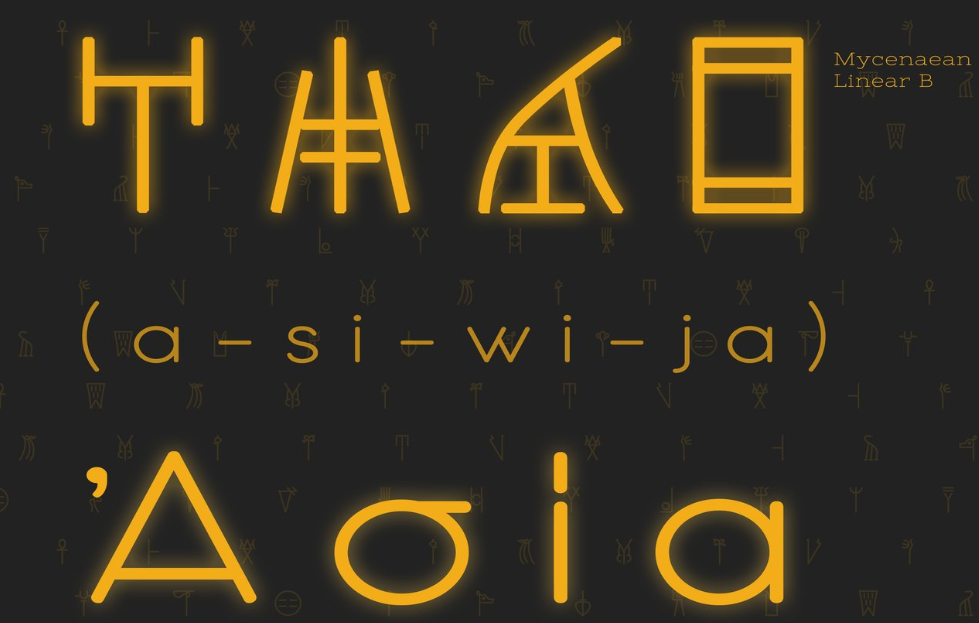 𐀀𐀯𐀹𐀊
Mycenaean
Linear B
(a-si-wi-ja)
Ἀσία